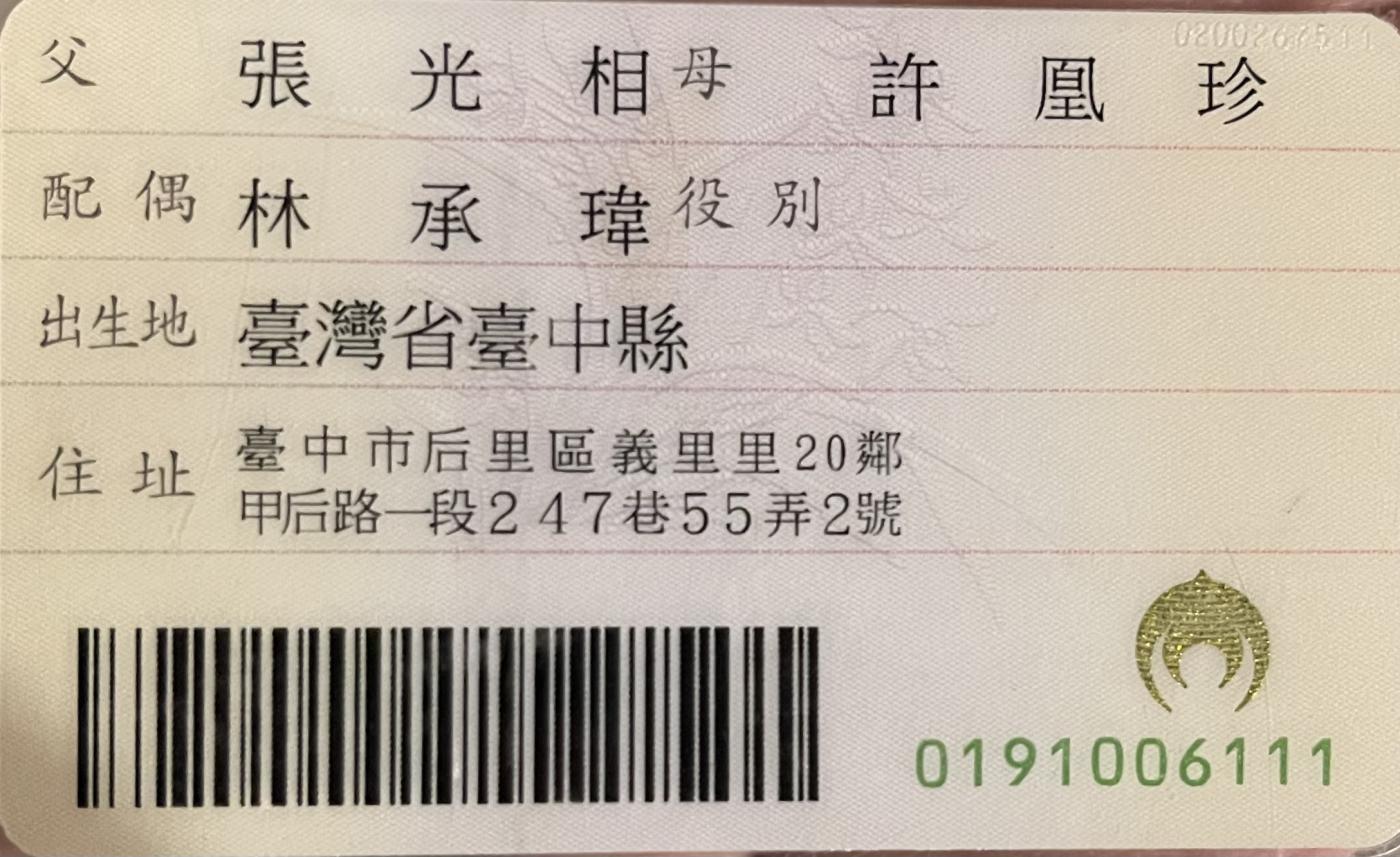 0200267511
父 張光相 母 許凰珍
配偶 林承瑋 役別
出生地 臺灣省臺中縣
住址 臺中市后里區義里里20鄰
甲后路一段247巷55弄2號
0191006111